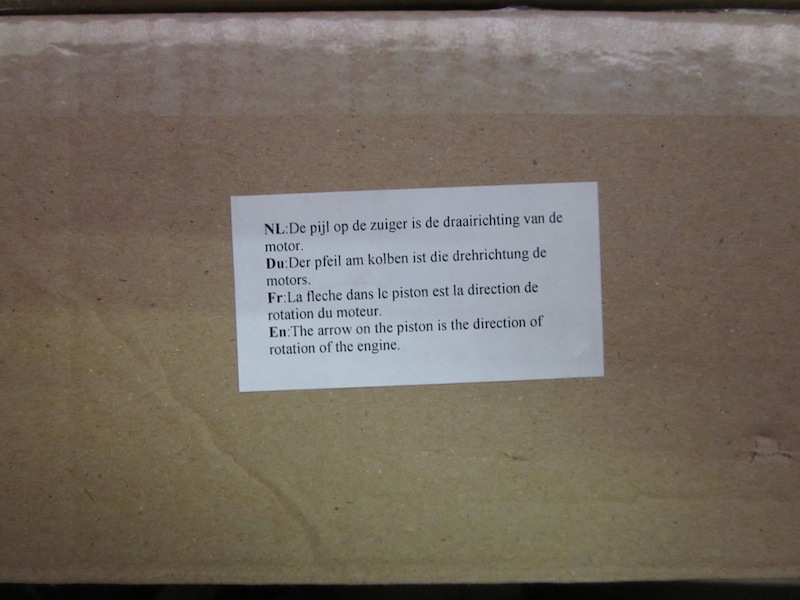 NL:De pijl op de zuiger is de draairichting van de
motor.
Du:Der pfeil am kolben ist die drehrichtung de
motors.
Fr:La fleche dans le piston est la direction de
rotation du moteur.
En:The arrow on the piston is the direction of
rotation of the engine.